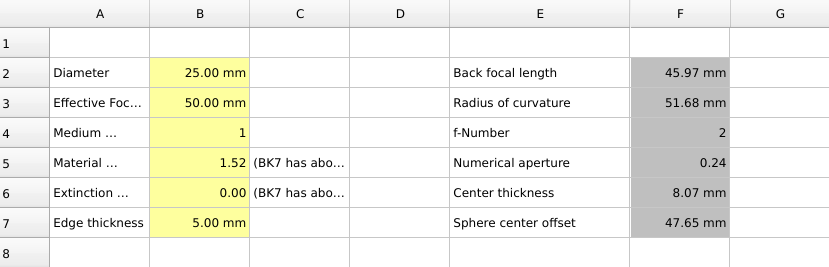 A B C D E F G
1
2 Diameter 25.00 mm Back focal length 45.97 mm
3 Effective Foc... 50.00 mm Radius of curvature 51.68 mm
4 Medium ... 1 f-Number 2
5 Material ... 1.52 (BK7 has abo... Numerical aperture 0.24
6 Extinction ... 0.00 (BK7 has abo... Center thickness 8.07 mm
7 Edge thickness 5.00 mm Sphere center offset 47.65 mm
8